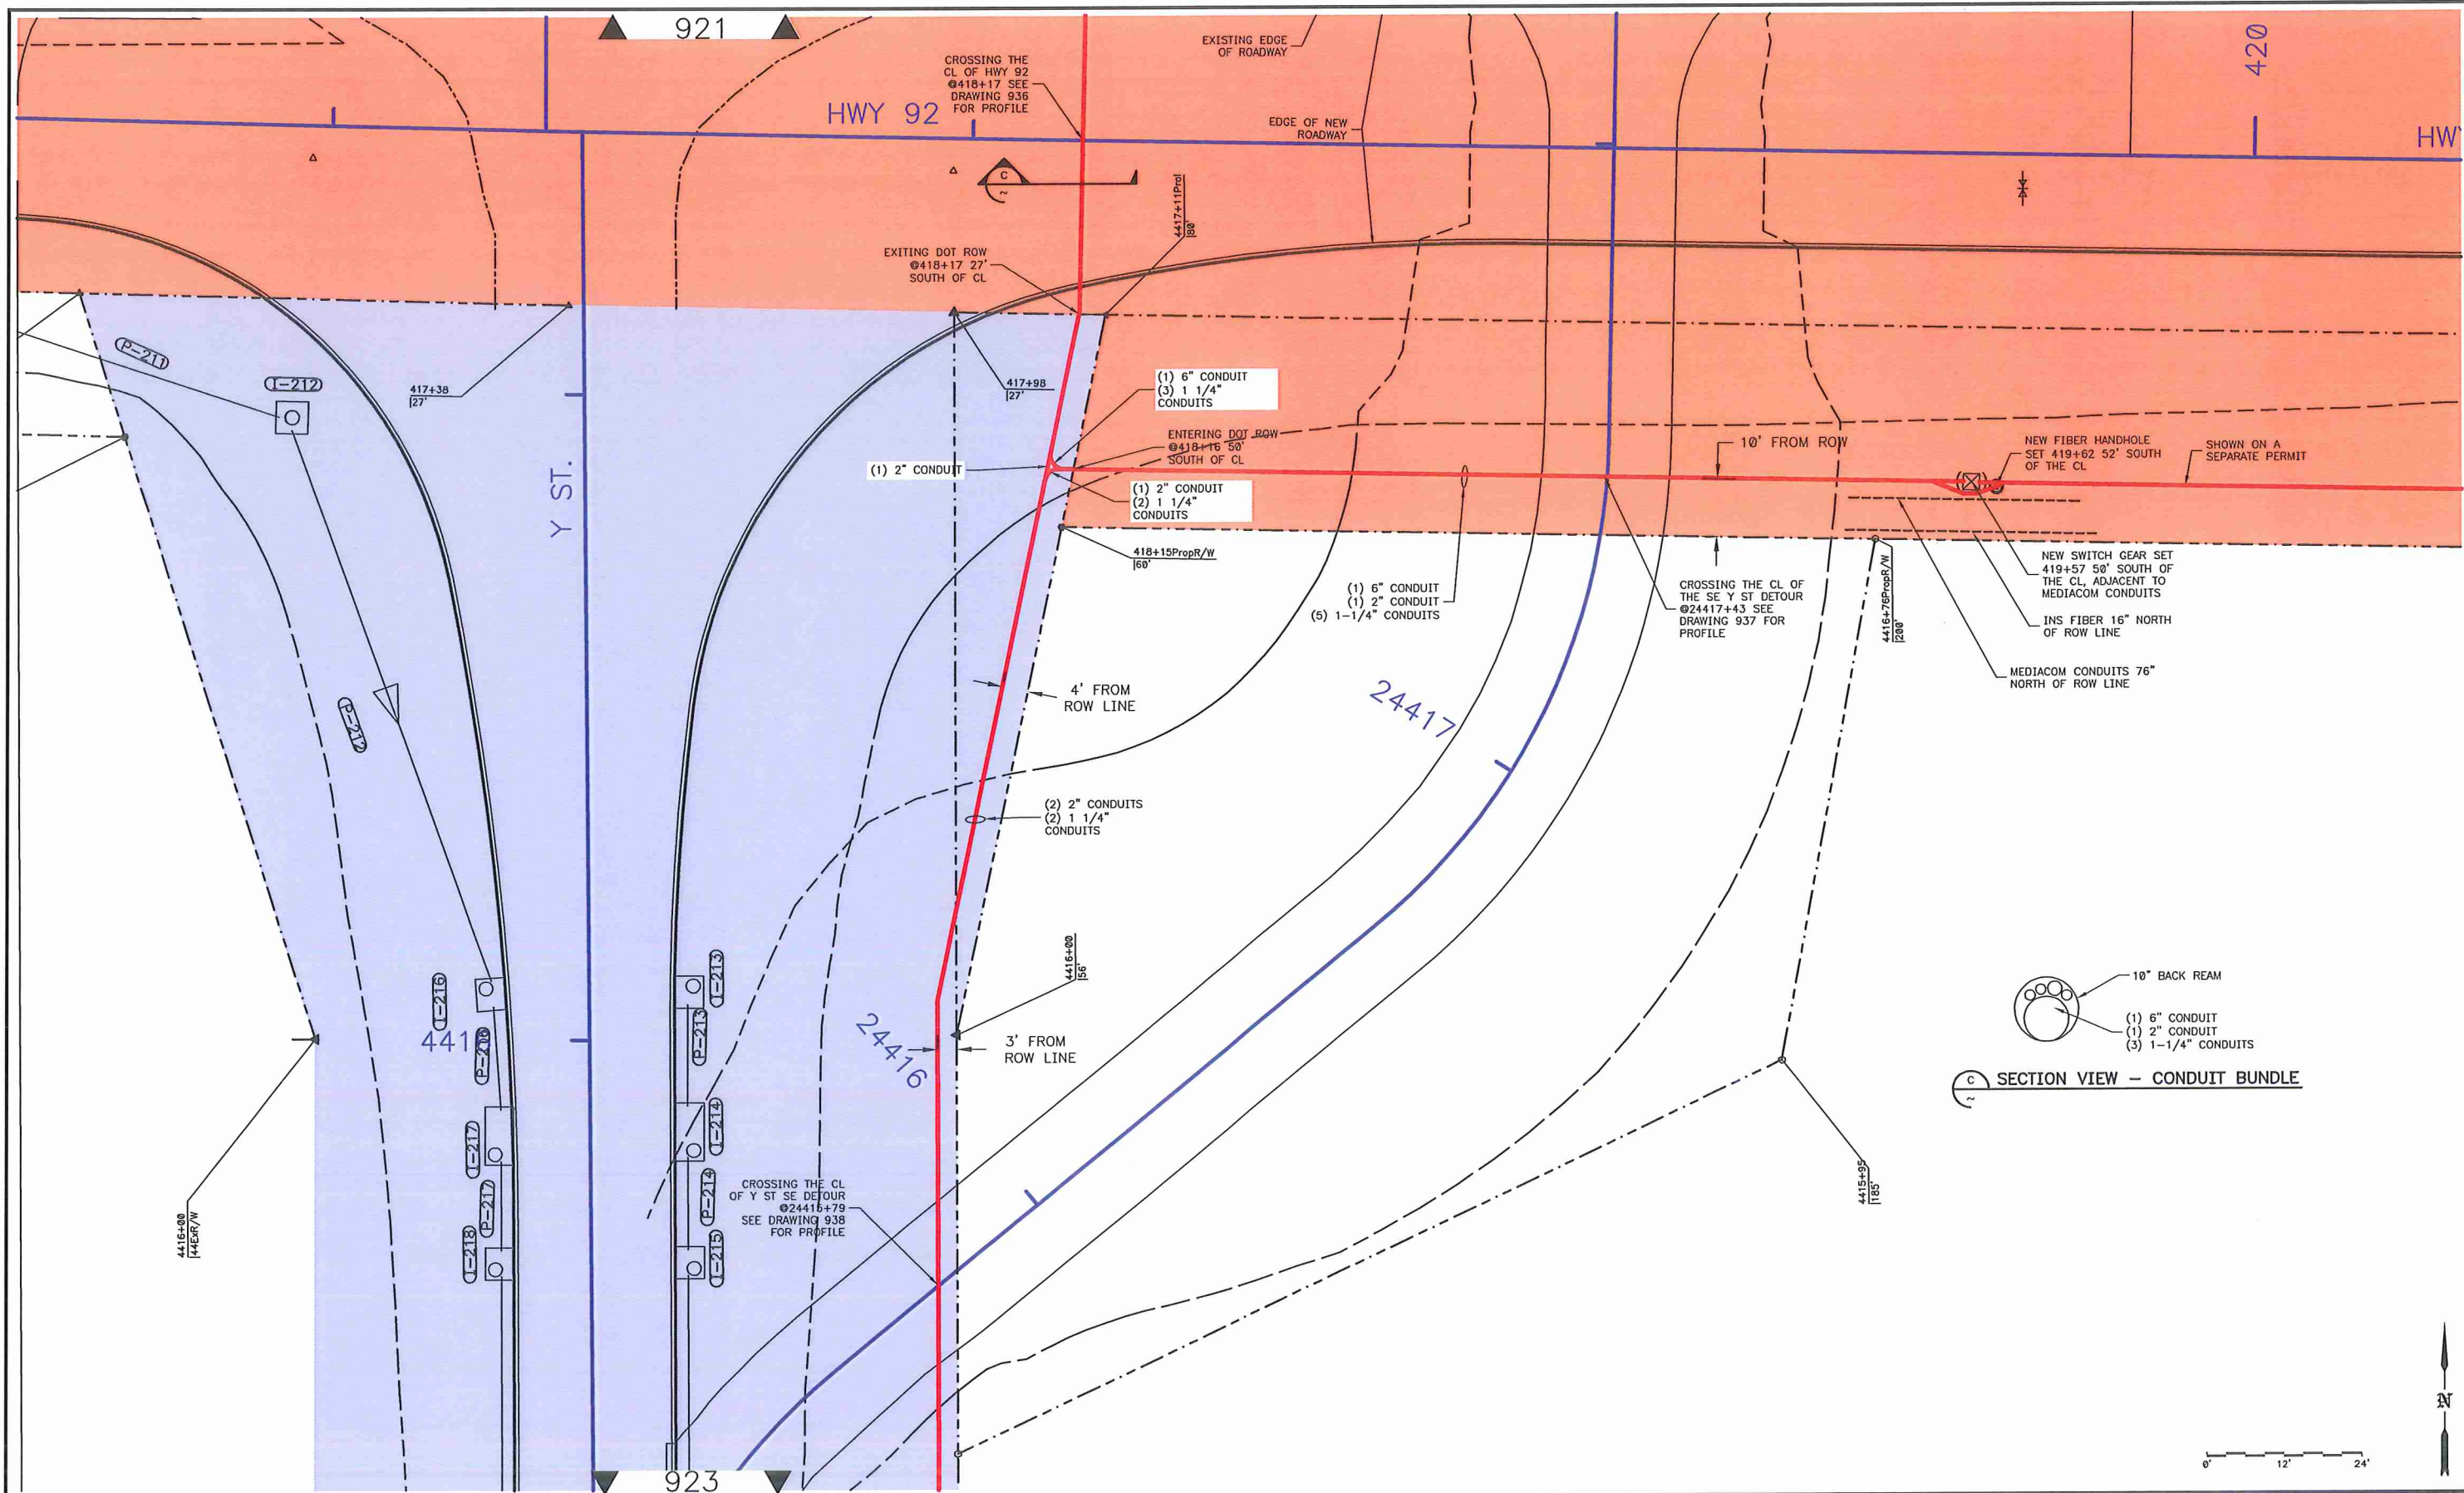 921
EXISTING EDGE
OF ROADWAY
420
CROSSING THE
CL OF HWY 92
@418+17 SEE
DRAWING 936
FOR PROFILE
HWY 92
EDGE OF NEW
ROADWAY
HW
C
~
4417+11PropI
80'
EXITING DOT ROW
@418+17 27'
SOUTH OF CL
P-211
I-212
417+38
27'
417+98
27'
(1) 6" CONDUIT
(3) 1 1/4"
CONDUITS
ENTERING DOT ROW
@418+16 50'
SOUTH OF CL
10' FROM ROW
NEW FIBER HANDHOLE
SET 419+62 52' SOUTH
OF THE CL
SHOWN ON A
SEPARATE PERMIT
(1) 2" CONDUIT
Y ST.
(1) 2" CONDUIT
(2) 1 1/4"
CONDUITS
418+15PropR/W
60'
(1) 6" CONDUIT
(1) 2" CONDUIT
(5) 1-1/4" CONDUITS
CROSSING THE CL OF
THE SE Y ST DETOUR
@24417+43 SEE
DRAWING 937 FOR
PROFILE
4416+76PropR/W
200'
NEW SWITCH GEAR SET
419+57 50' SOUTH OF
THE CL, ADJACENT TO
MEDIACOM CONDUITS
INS FIBER 16" NORTH
OF ROW LINE
MEDIACOM CONDUITS 76"
NORTH OF ROW LINE
4' FROM
ROW LINE
24417
P-212
(2) 2" CONDUITS
(2) 1 1/4"
CONDUITS
4416+00
56'
I-216
I-213
P-213
P-216
24416
3' FROM
ROW LINE
10" BACK REAM
(1) 6" CONDUIT
(1) 2" CONDUIT
(3) 1-1/4" CONDUITS
C
~
SECTION VIEW - CONDUIT BUNDLE
I-217
I-214
P-217
P-214
CROSSING THE CL
OF Y ST SE DETOUR
@24415+79
SEE DRAWING 938
FOR PROFILE
4415+95
185'
4416+00
44ExR/W
I-218
I-215
N
0'
12'
24'
923